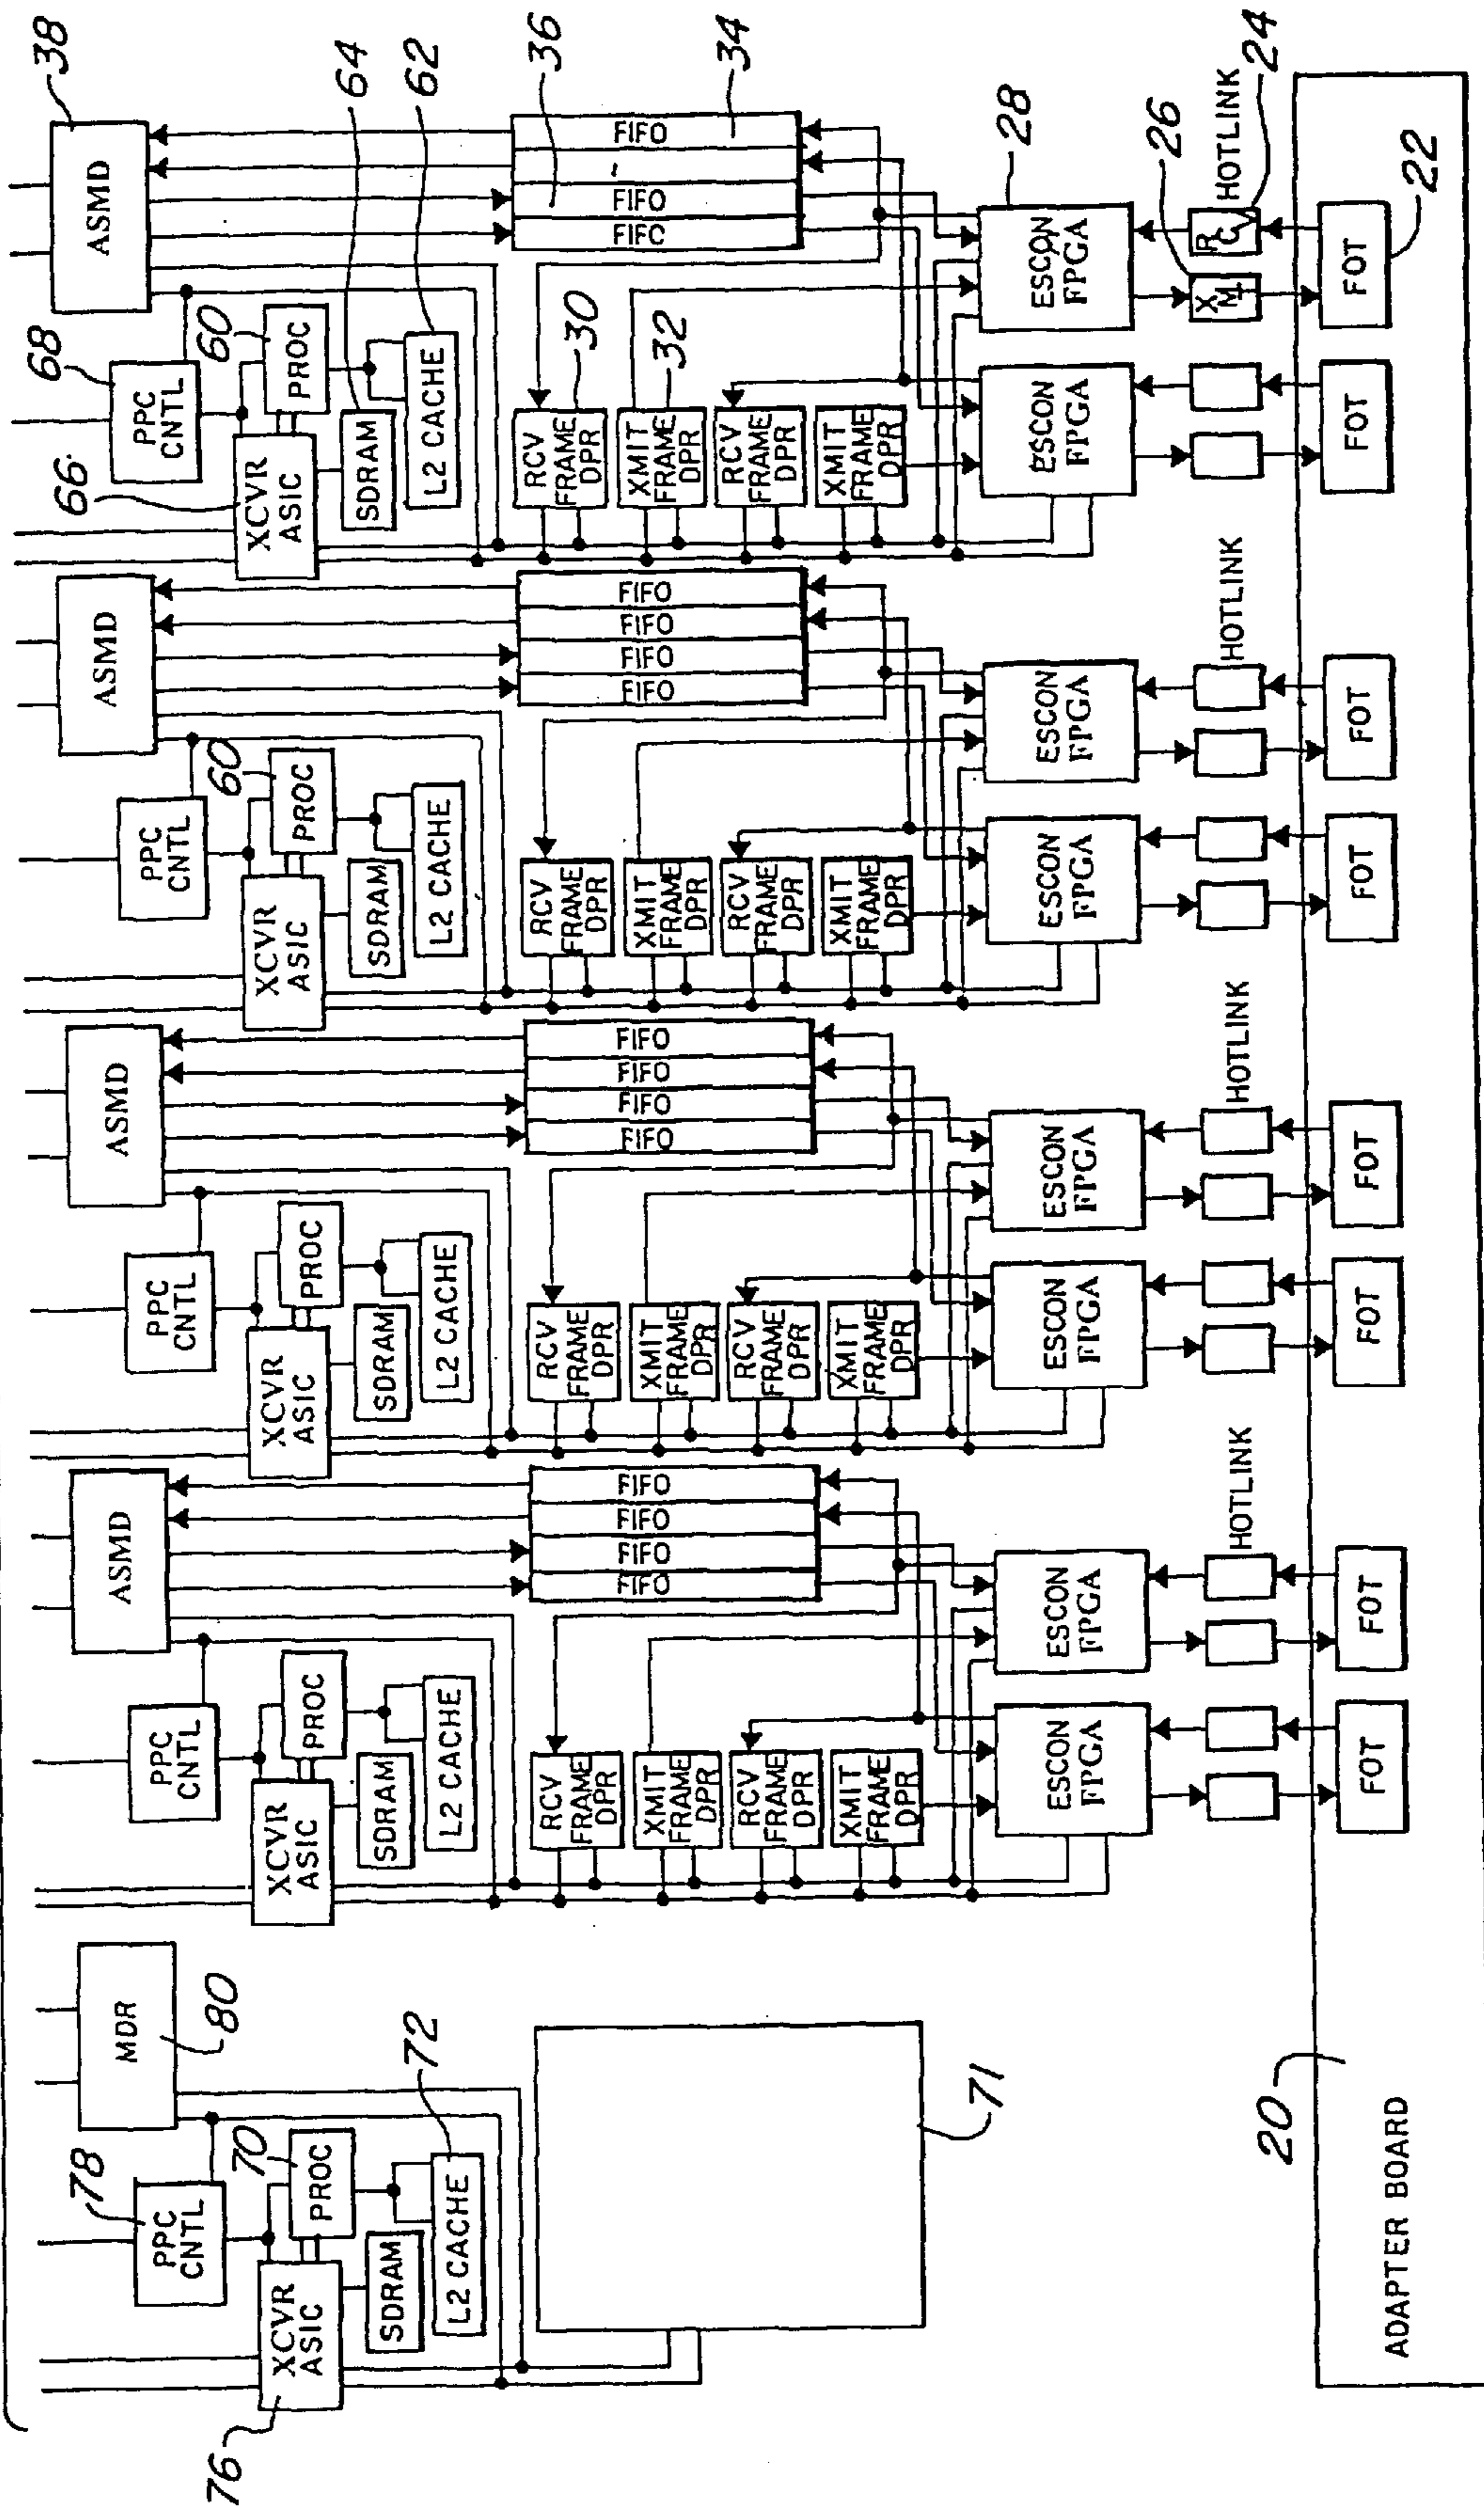 76
XCVR
ASIC
78
PPC
CNTL
70
PROC
SDRAM
L2 CACHE
72
MDR
80
71
XCVR
ASIC
PPC
CNTL
PROC
SDRAM
L2 CACHE
ASMD
FIFO
FIFO
FIFO
FIFO
RCV
FRAME
DPR
XMIT
FRAME
DPR
RCV
FRAME
DPR
XMIT
FRAME
DPR
ESCON
FPGA
ESCON
FPGA
HOTLINK
FOT
FOT
XCVR
ASIC
PPC
CNTL
PROC
SDRAM
L2 CACHE
ASMD
FIFO
FIFO
FIFO
FIFO
RCV
FRAME
DPR
XMIT
FRAME
DPR
RCV
FRAME
DPR
XMIT
FRAME
DPR
ESCON
FPGA
ESCON
FPGA
HOTLINK
FOT
FOT
XCVR
ASIC
PPC
CNTL
60
PROC
SDRAM
L2 CACHE
ASMD
FIFO
FIFO
FIFO
FIFO
RCV
FRAME
DPR
XMIT
FRAME
DPR
RCV
FRAME
DPR
XMIT
FRAME
DPR
ESCON
FPGA
ESCON
FPGA
HOTLINK
FOT
FOT
66
XCVR
ASIC
68
PPC
CNTL
60
PROC
SDRAM
64
L2 CACHE
62
ASMD
38
FIFO
FIFO
FIFO
36
34
RCV
FRAME
DPR
30
XMIT
FRAME
DPR
32
RCV
FRAME
DPR
XMIT
FRAME
DPR
ESCON
FPGA
ESCON
FPGA
28
XMT
26
RCV
HOTLINK
24
FOT
FOT
22
20
ADAPTER BOARD